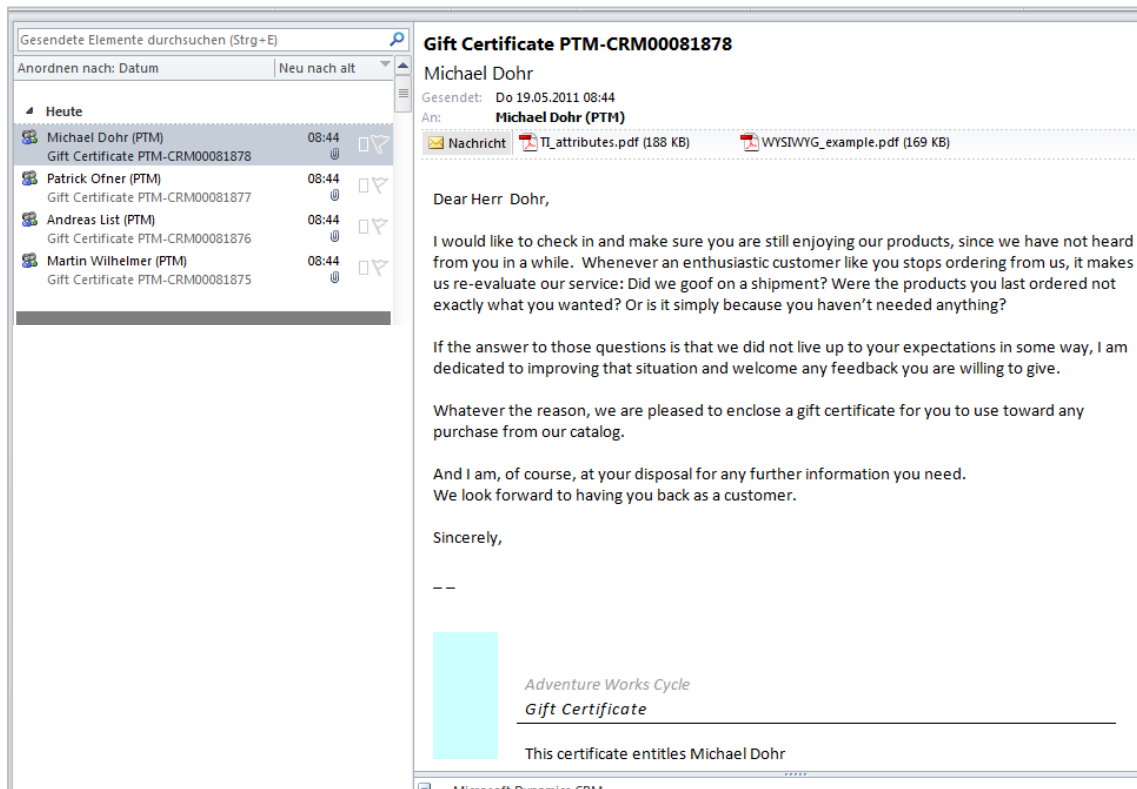 Gesendete Elemente durchsuchen (Strg+E)
Anordnen nach: Datum Neu nach alt
Heute
Michael Dohr (PTM) 08:44
Gift Certificate PTM-CRM00081878
Patrick Ofner (PTM) 08:44
Gift Certificate PTM-CRM00081877
Andreas List (PTM) 08:44
Gift Certificate PTM-CRM00081876
Martin Wilhelmer (PTM) 08:44
Gift Certificate PTM-CRM00081875
Gift Certificate PTM-CRM00081878
Michael Dohr
Gesendet: Do 19.05.2011 08:44
An: Michael Dohr (PTM)
Nachricht TI_attributes.pdf (188 KB) WYSIWYG_example.pdf (169 KB)
Dear Herr Dohr,
I would like to check in and make sure you are still enjoying our products, since we have not heard
from you in a while. Whenever an enthusiastic customer like you stops ordering from us, it makes
us re-evaluate our service: Did we goof on a shipment? Were the products you last ordered not
exactly what you wanted? Or is it simply because you haven’t needed anything?
If the answer to those questions is that we did not live up to your expectations in some way, I am
dedicated to improving that situation and welcome any feedback you are willing to give.
Whatever the reason, we are pleased to enclose a gift certificate for you to use toward any
purchase from our catalog.
And I am, of course, at your disposal for any further information you need.
We look forward to having you back as a customer.
Sincerely,
_ _
Adventure Works Cycle
Gift Certificate
This certificate entitles Michael Dohr
Microsoft Dynamics CRM